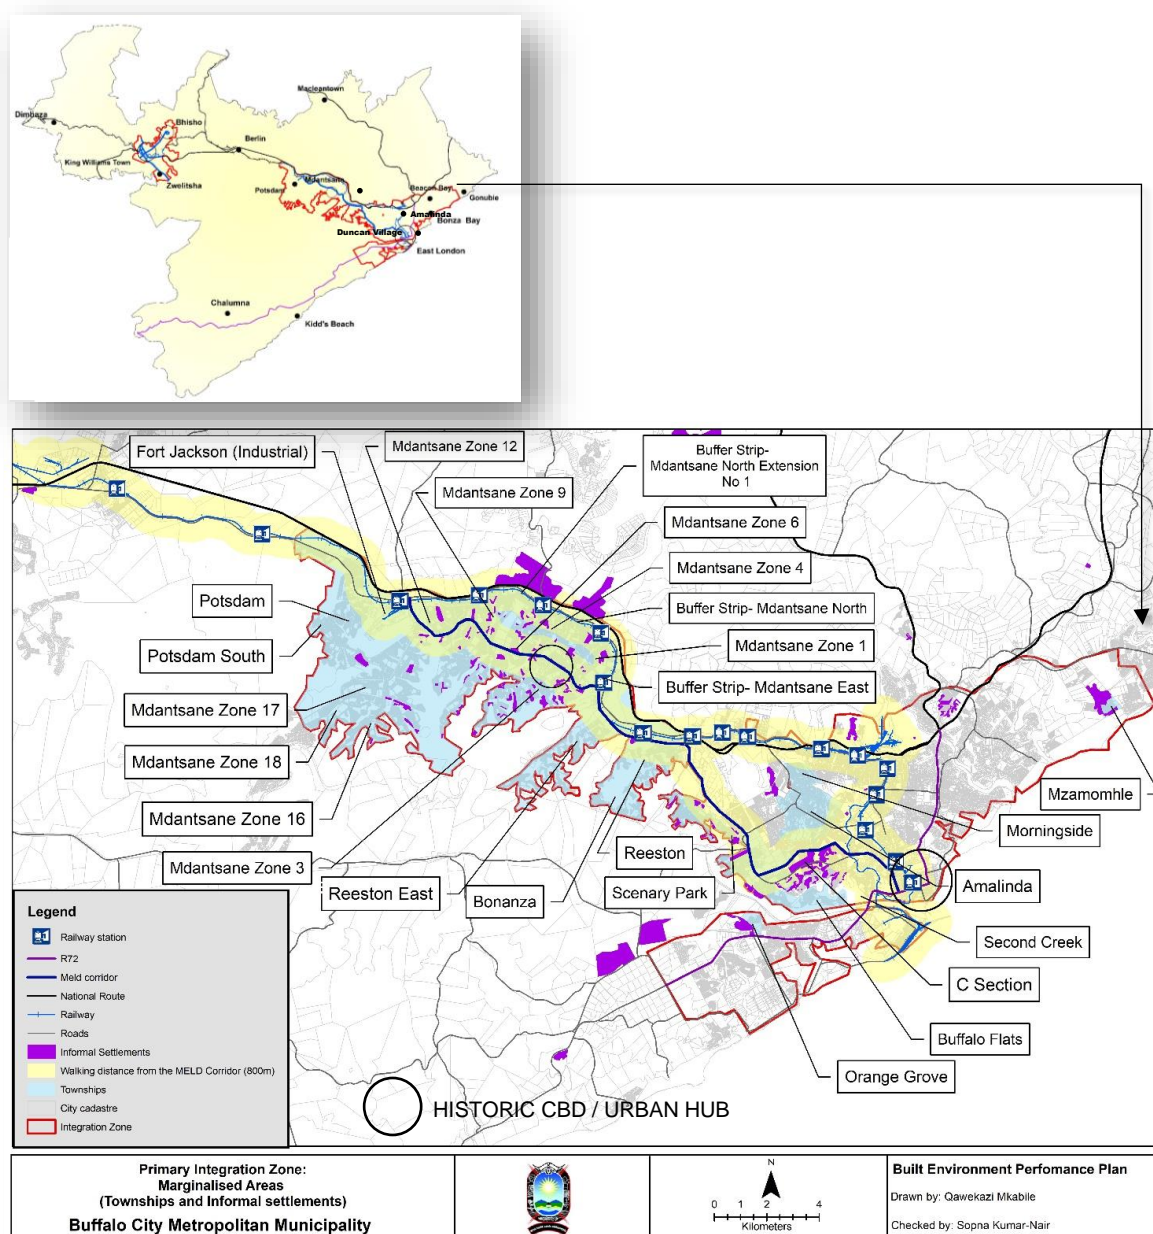 Macleantown
Dimbaza
Bhisho
Berlin
King Williams Town
Zwelitsha
Potsdam
Mdantsane
Beacon Bay
Gonubie
Amalinda
Bonza Bay
Duncan Village
East London
Chalumna
Kidd's Beach
Fort Jackson (Industrial)
Mdantsane Zone 12
Buffer Strip-
Mdantsane North Extension
No 1
Mdantsane Zone 9
Mdantsane Zone 6
Mdantsane Zone 4
Potsdam
Buffer Strip- Mdantsane North
Potsdam South
Mdantsane Zone 1
Buffer Strip- Mdantsane East
Mdantsane Zone 17
Mdantsane Zone 18
Mzamomhle
Mdantsane Zone 16
Morningside
Mdantsane Zone 3
Reeston
Reeston East
Bonanza
Scenary Park
Amalinda
Second Creek
C Section
Buffalo Flats
Orange Grove
Legend
Railway station
R72
Meld corridor
National Route
Railway
Roads
Informal Settlements
Walking distance from the MELD Corridor (800m)
Townships
City cadastre
Integration Zone
HISTORIC CBD / URBAN HUB
Primary Integration Zone:
Marginalised Areas
(Townships and Informal settlements)
Buffalo City Metropolitan Municipality
N
0 1 2 4
Kilometers
Built Environment Perfomance Plan
Drawn by: Qawekazi Mkabile
Checked by: Sopna Kumar-Nair